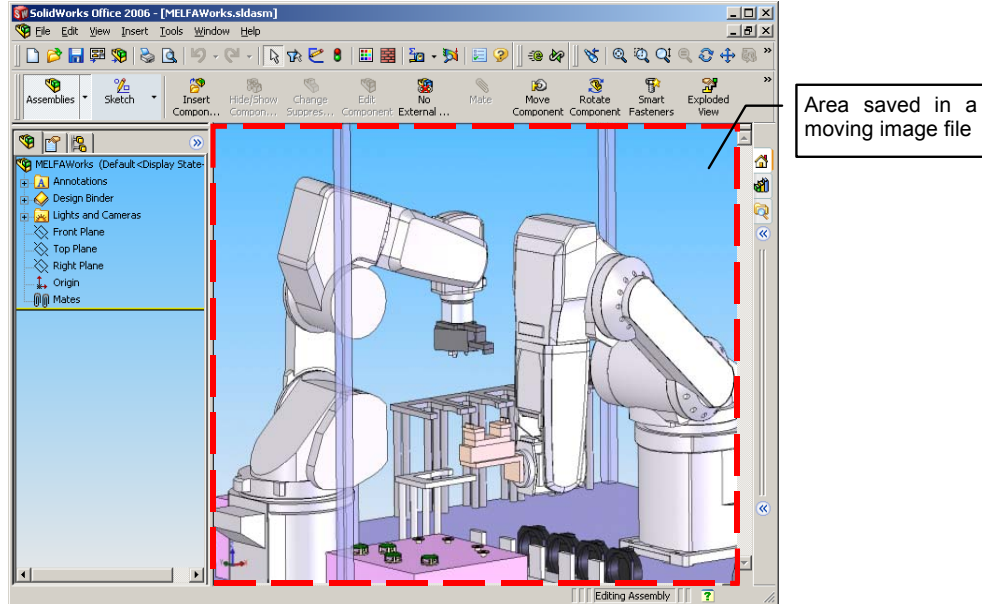 SolidWorks Office 2006 - [MELFAWorks.sldasm]
File Edit View Insert Tools Window Help
Assemblies Sketch Insert Compon... Hide/Show Compon... Change Suppres... Edit Component No External ... Mate Move Component Rotate Component Smart Fasteners Exploded View
Area saved in a
moving image file
MELFAWorks (Default<Display State-
Annotations
Design Binder
Lights and Cameras
Front Plane
Top Plane
Right Plane
Origin
Mates
Editing Assembly